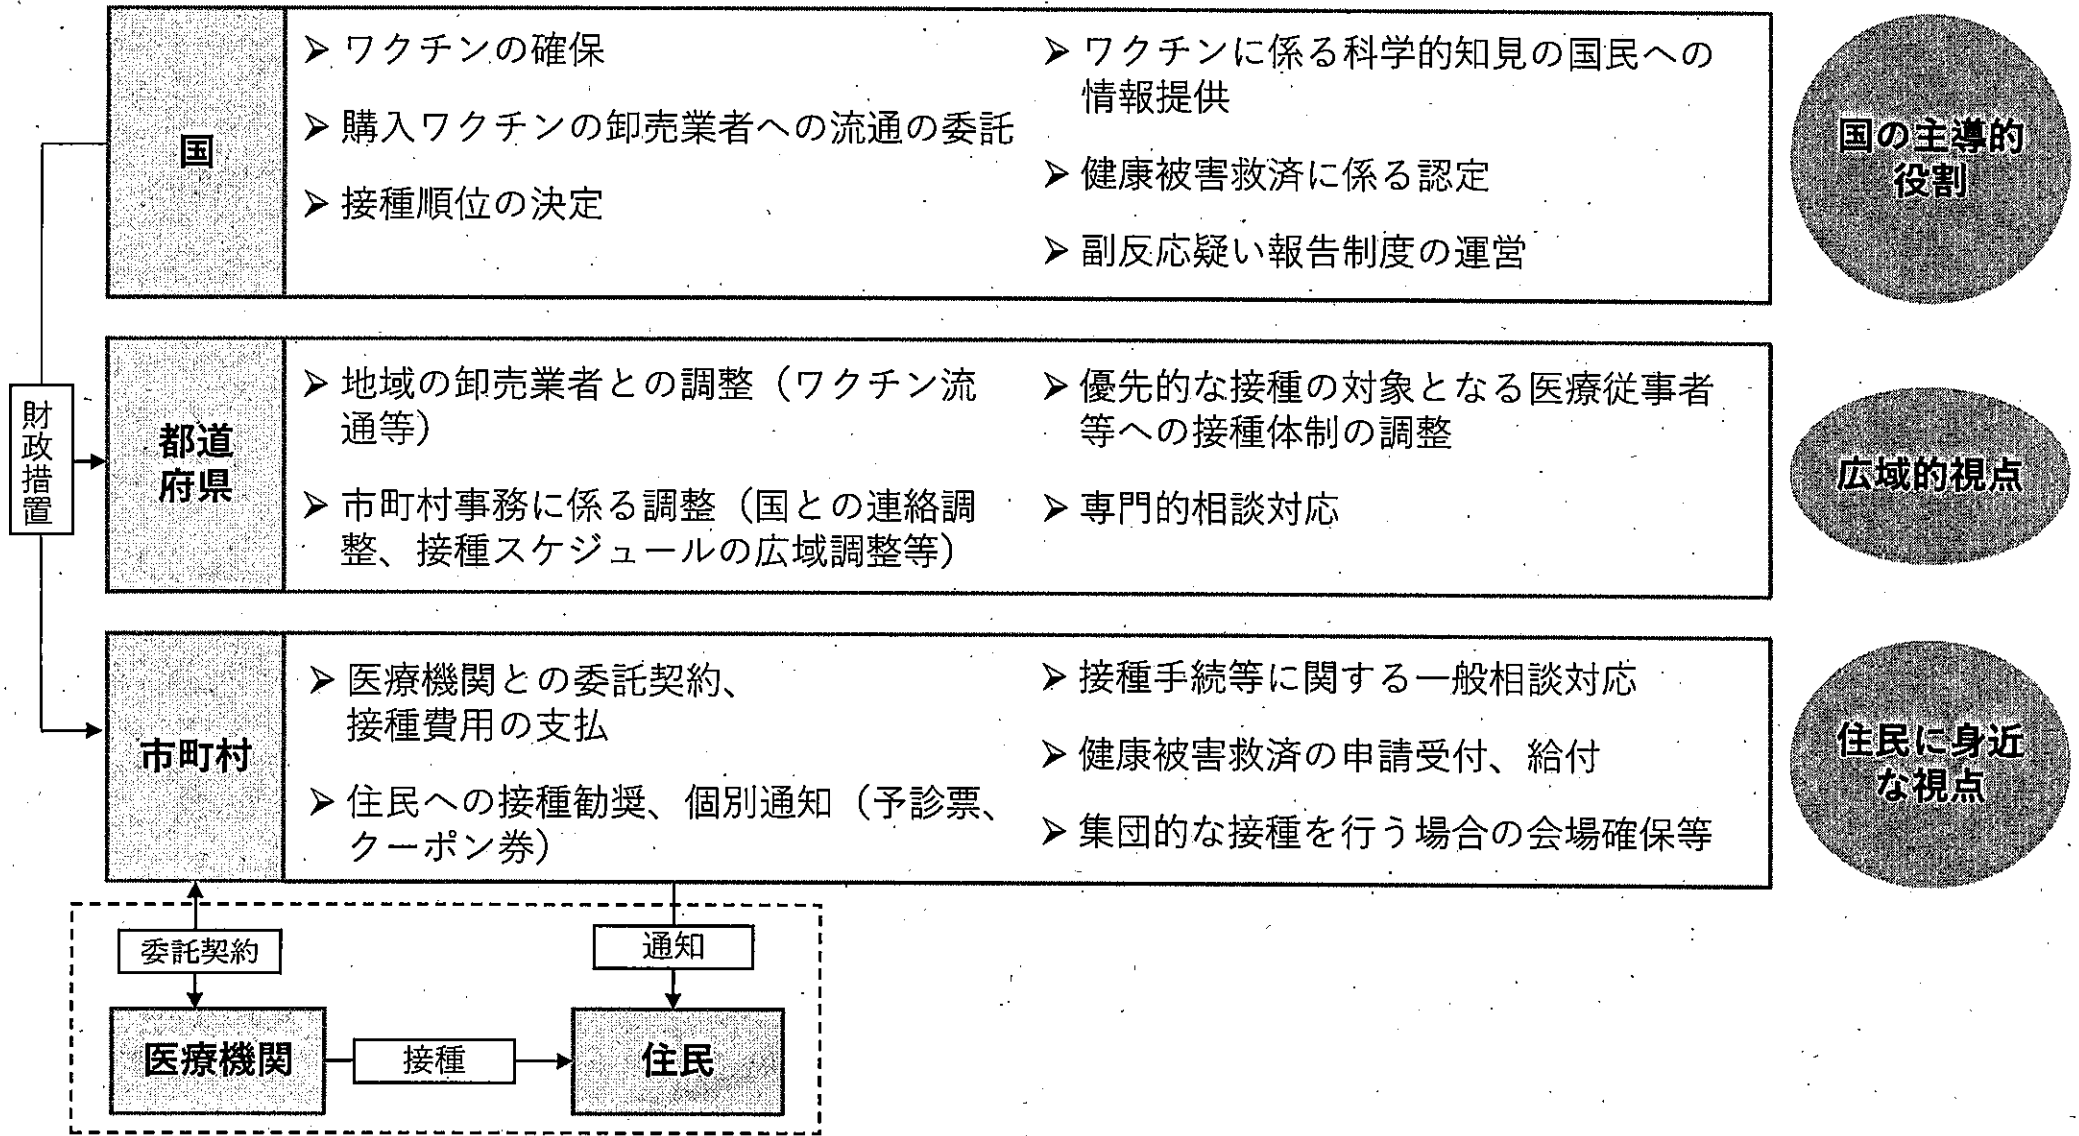 国
➤ ワクチンの確保
➤ 購入ワクチンの卸売業者への流通の委託
➤ 接種順位の決定
➤ ワクチンに係る科学的知見の国民への
情報提供
➤ 健康被害救済に係る認定
➤ 副反応疑い報告制度の運営
国の主導的
役割
財政措置
都道
府県
➤ 地域の卸売業者との調整（ワクチン流
通等）
➤ 市町村事務に係る調整（国との連絡調
整、接種スケジュールの広域調整等）
➤ 優先的な接種の対象となる医療従事者
等への接種体制の調整
➤ 専門的相談対応
広域的視点
市町村
➤ 医療機関との委託契約、
接種費用の支払
➤ 住民への接種勧奨、個別通知（予診票、
クーポン券）
➤ 接種手続等に関する一般相談対応
➤ 健康被害救済の申請受付、給付
➤ 集団的な接種を行う場合の会場確保等
住民に身近
な視点
委託契約
通知
医療機関
接種
住民